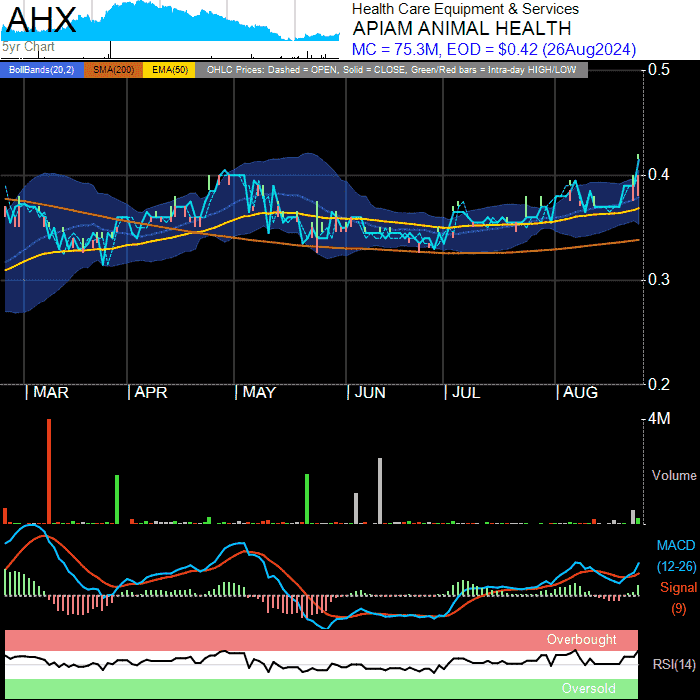 AHX
5yr Chart
Health Care Equipment & Services
APIAM ANIMAL HEALTH
MC = 75.3M, EOD = $0.42 (26Aug2024)
BollBands(20,2) SMA(200) EMA(50) OHLC Prices: Dashed = OPEN, Solid = CLOSE, Green/Red bars = Intra-day HIGH/LOW
0.5
0.4
0.3
0.2
MAR APR MAY JUN JUL AUG
4M
Volume
MACD
(12-26)
Signal
(9)
Overbought
RSI(14)
Oversold